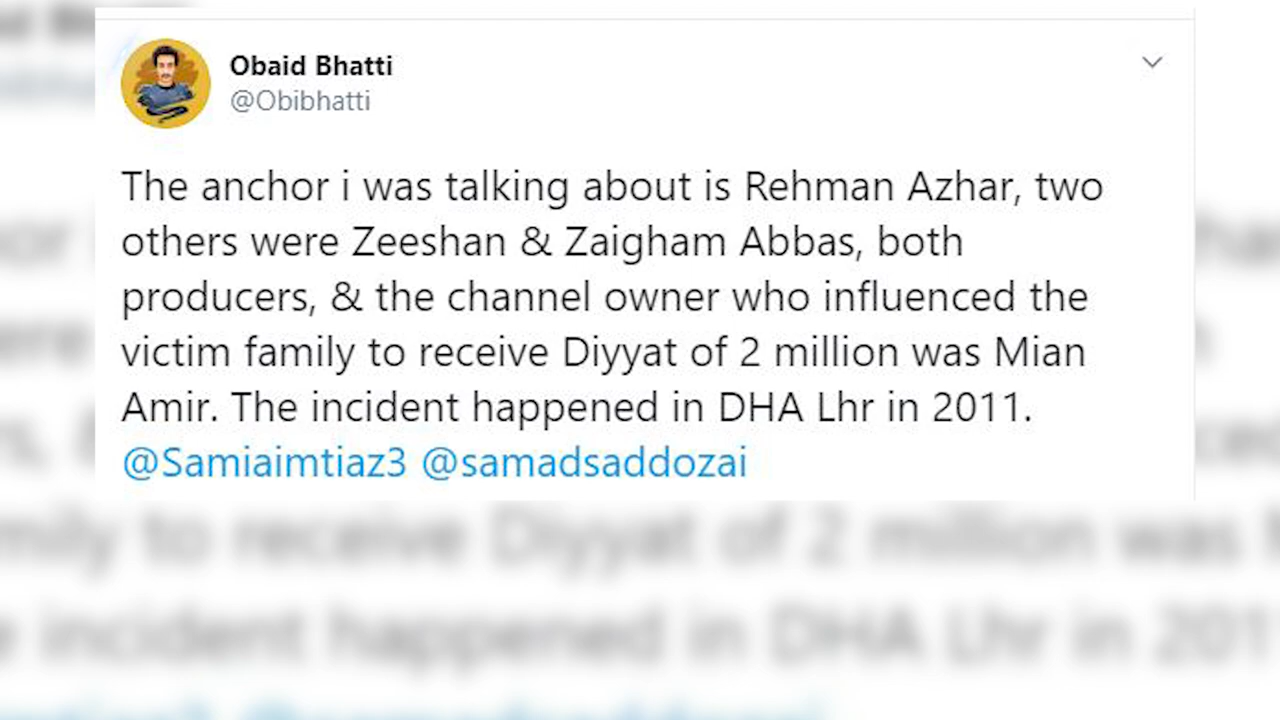 Obaid Bhatti
@Obibhatti
The anchor i was talking about is Rehman Azhar, two
others were Zeeshan & Zaigham Abbas, both
producers, & the channel owner who influenced the
victim family to receive Diyyat of 2 million was Mian
Amir. The incident happened in DHA Lhr in 2011.
@Samiaimtiaz3 @samadsaddozai